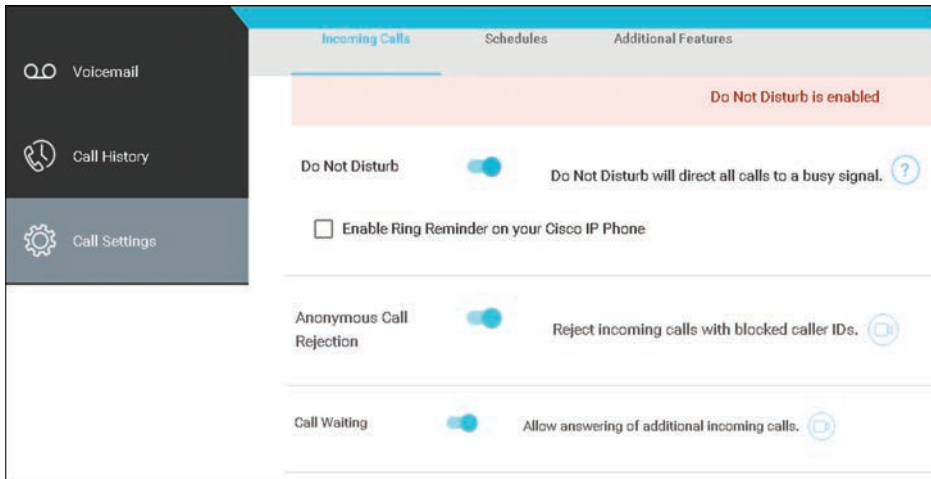 Incoming Calls
Schedules
Additional Features
Voicemail
Call History
Call Settings
Do Not Disturb is enabled
Do Not Disturb
Do Not Disturb will direct all calls to a busy signal. ?
Enable Ring Reminder on your Cisco IP Phone
Anonymous Call
Rejection
Reject incoming calls with blocked caller IDs.
Call Waiting
Allow answering of additional incoming calls.